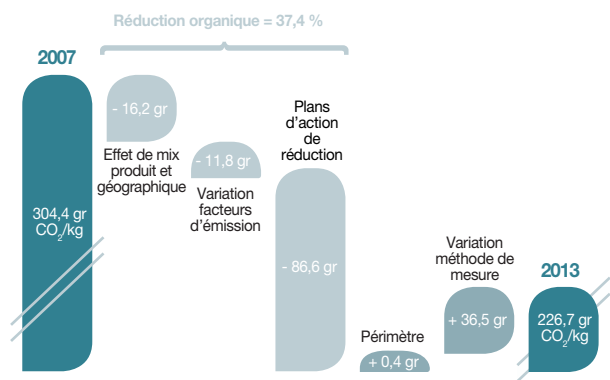 Réduction organique = 37,4 %
2007
304,4 gr
CO₂/kg
- 16,2 gr
Effet de mix
produit et
géographique
- 11,8 gr
Variation
facteurs
d'émission
Plans
d'action
de
réduction
- 86,6 gr
Périmètre
+ 0,4 gr
Variation
méthode de
mesure
+ 36,5 gr
2013
226,7 gr
CO₂/kg